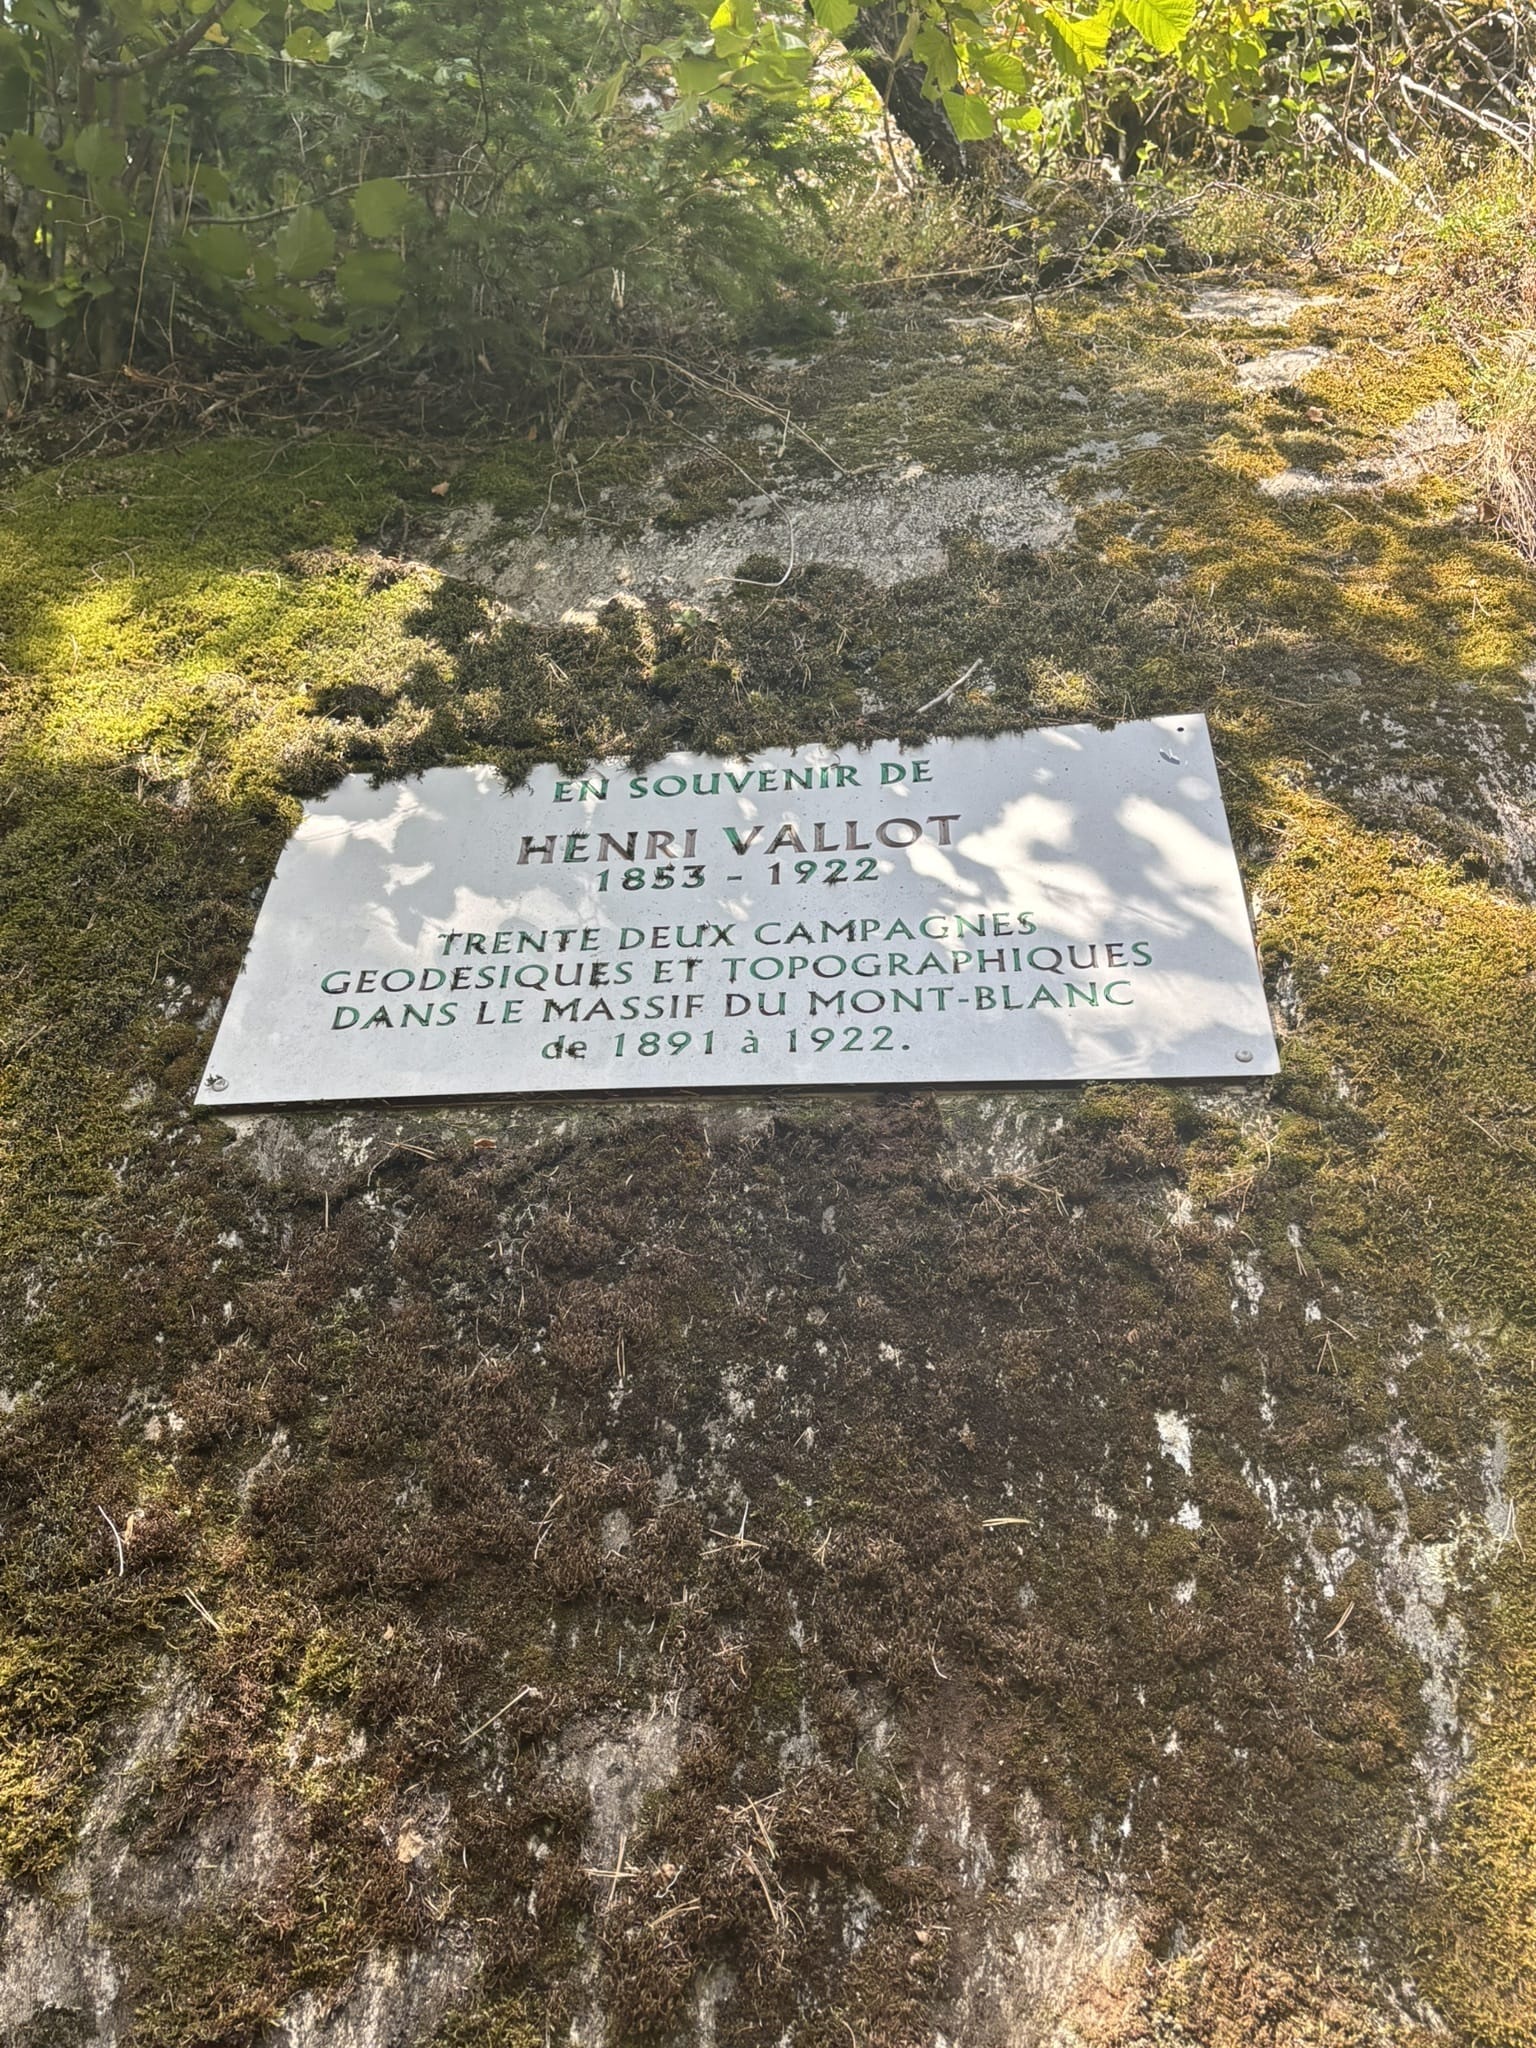 EN SOUVENIR DE
HENRI VALLOT
1853 - 1922
TRENTE DEUX CAMPAGNES
GEODESIQUES ET TOPOGRAPHIQUES
DANS LE MASSIF DU MONT-BLANC
de 1891 à 1922.